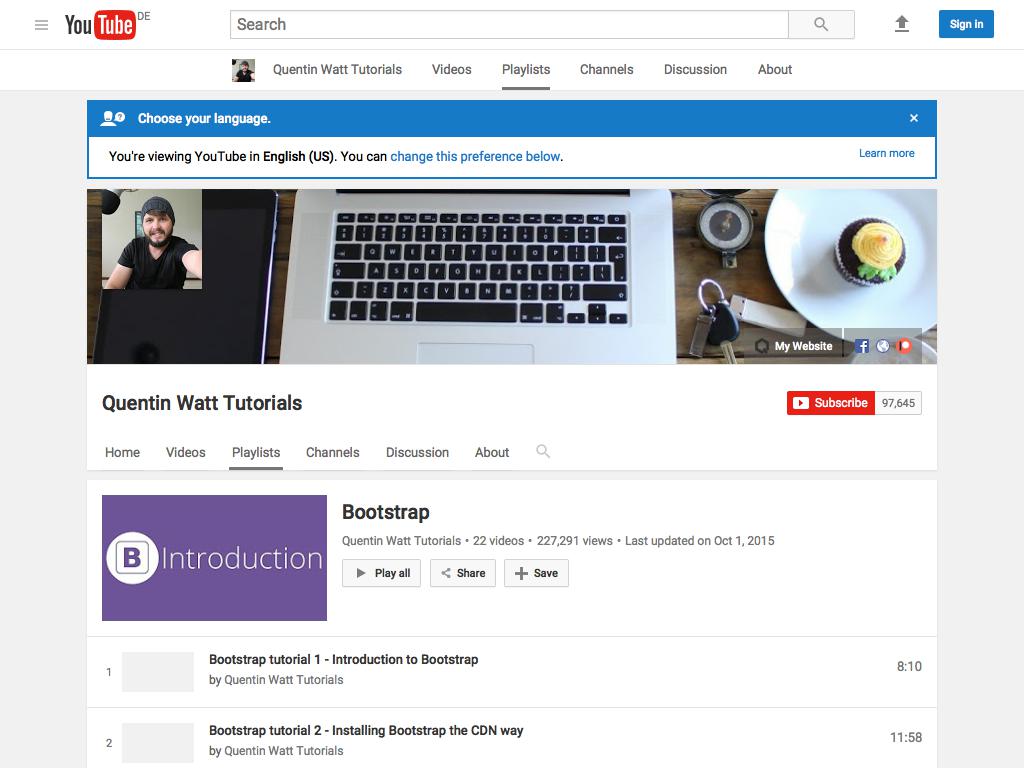 YouTube DE
Search
Sign in
Quentin Watt Tutorials Videos Playlists Channels Discussion About
Choose your language.
×
You're viewing YouTube in English (US). You can change this preference below.
Learn more
My Website
Quentin Watt Tutorials
Subscribe 97,645
Home Videos Playlists Channels Discussion About
B Introduction
Bootstrap
Quentin Watt Tutorials • 22 videos • 227,291 views • Last updated on Oct 1, 2015
Play all Share Save
1 Bootstrap tutorial 1 - Introduction to Bootstrap 8:10
by Quentin Watt Tutorials
2 Bootstrap tutorial 2 - Installing Bootstrap the CDN way 11:58
by Quentin Watt Tutorials